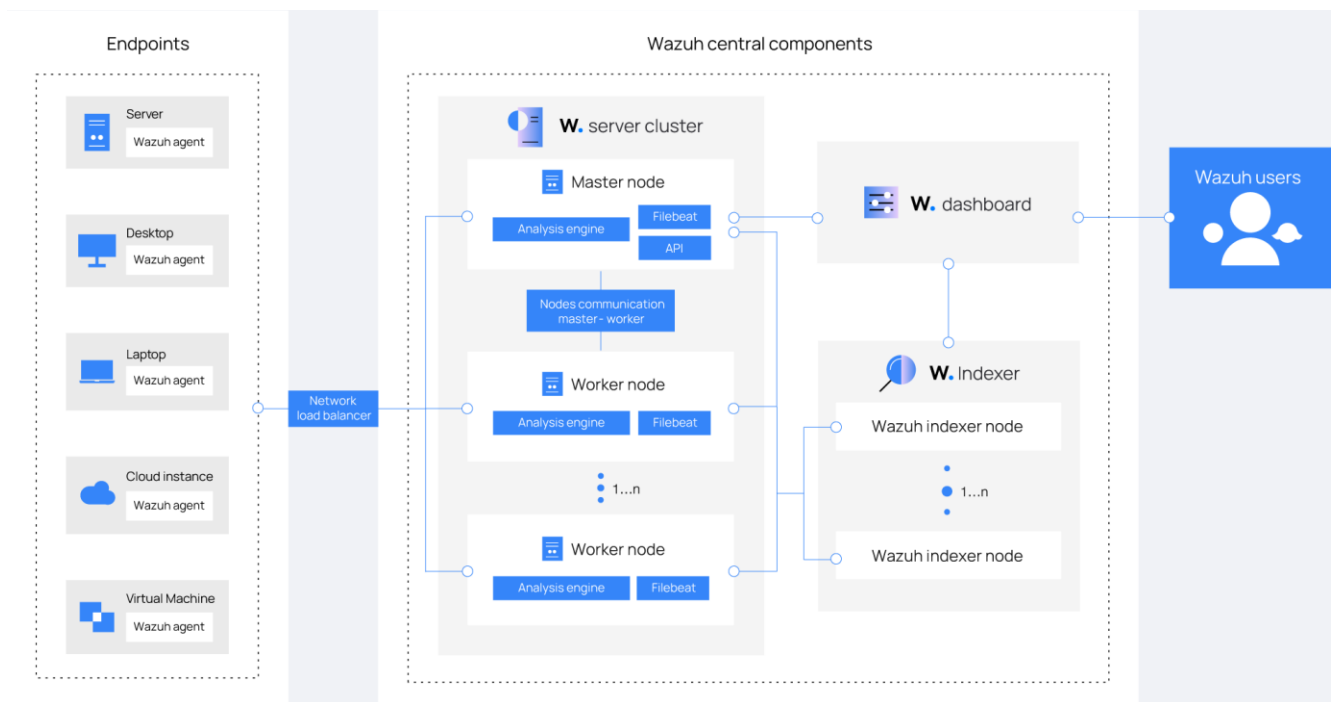 Endpoints
Server
Wazuh agent
Desktop
Wazuh agent
Laptop
Wazuh agent
Cloud instance
Wazuh agent
Virtual Machine
Wazuh agent
Network
load balancer
Wazuh central components
W. server cluster
Master node
Analysis engine
Filebeat
API
Nodes communication
master- worker
Worker node
Analysis engine
Filebeat
1...n
Worker node
Analysis engine
Filebeat
W. dashboard
W. Indexer
Wazuh indexer node
1...n
Wazuh indexer node
Wazuh users